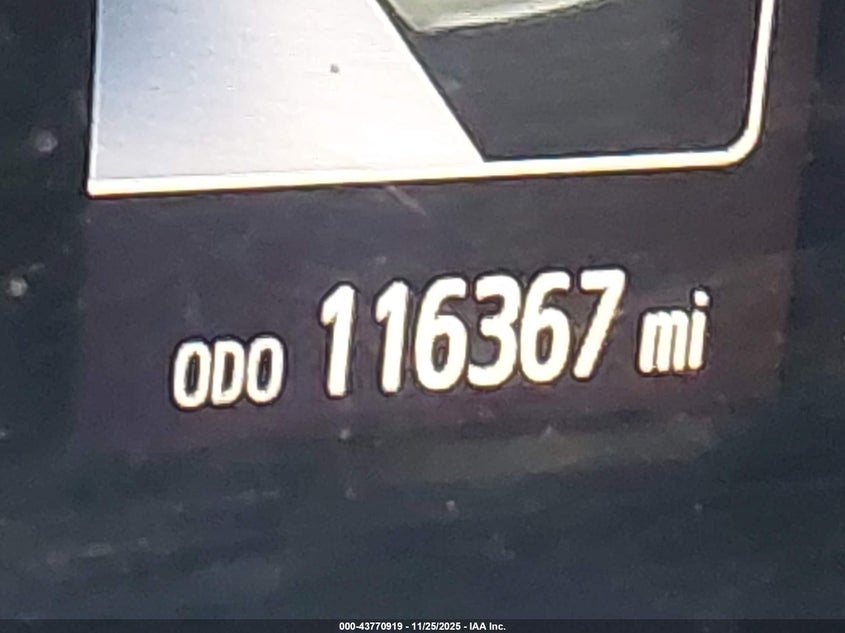 ODO 116367 mi
000-43770919 - 11/25/2025 - IAA Inc.